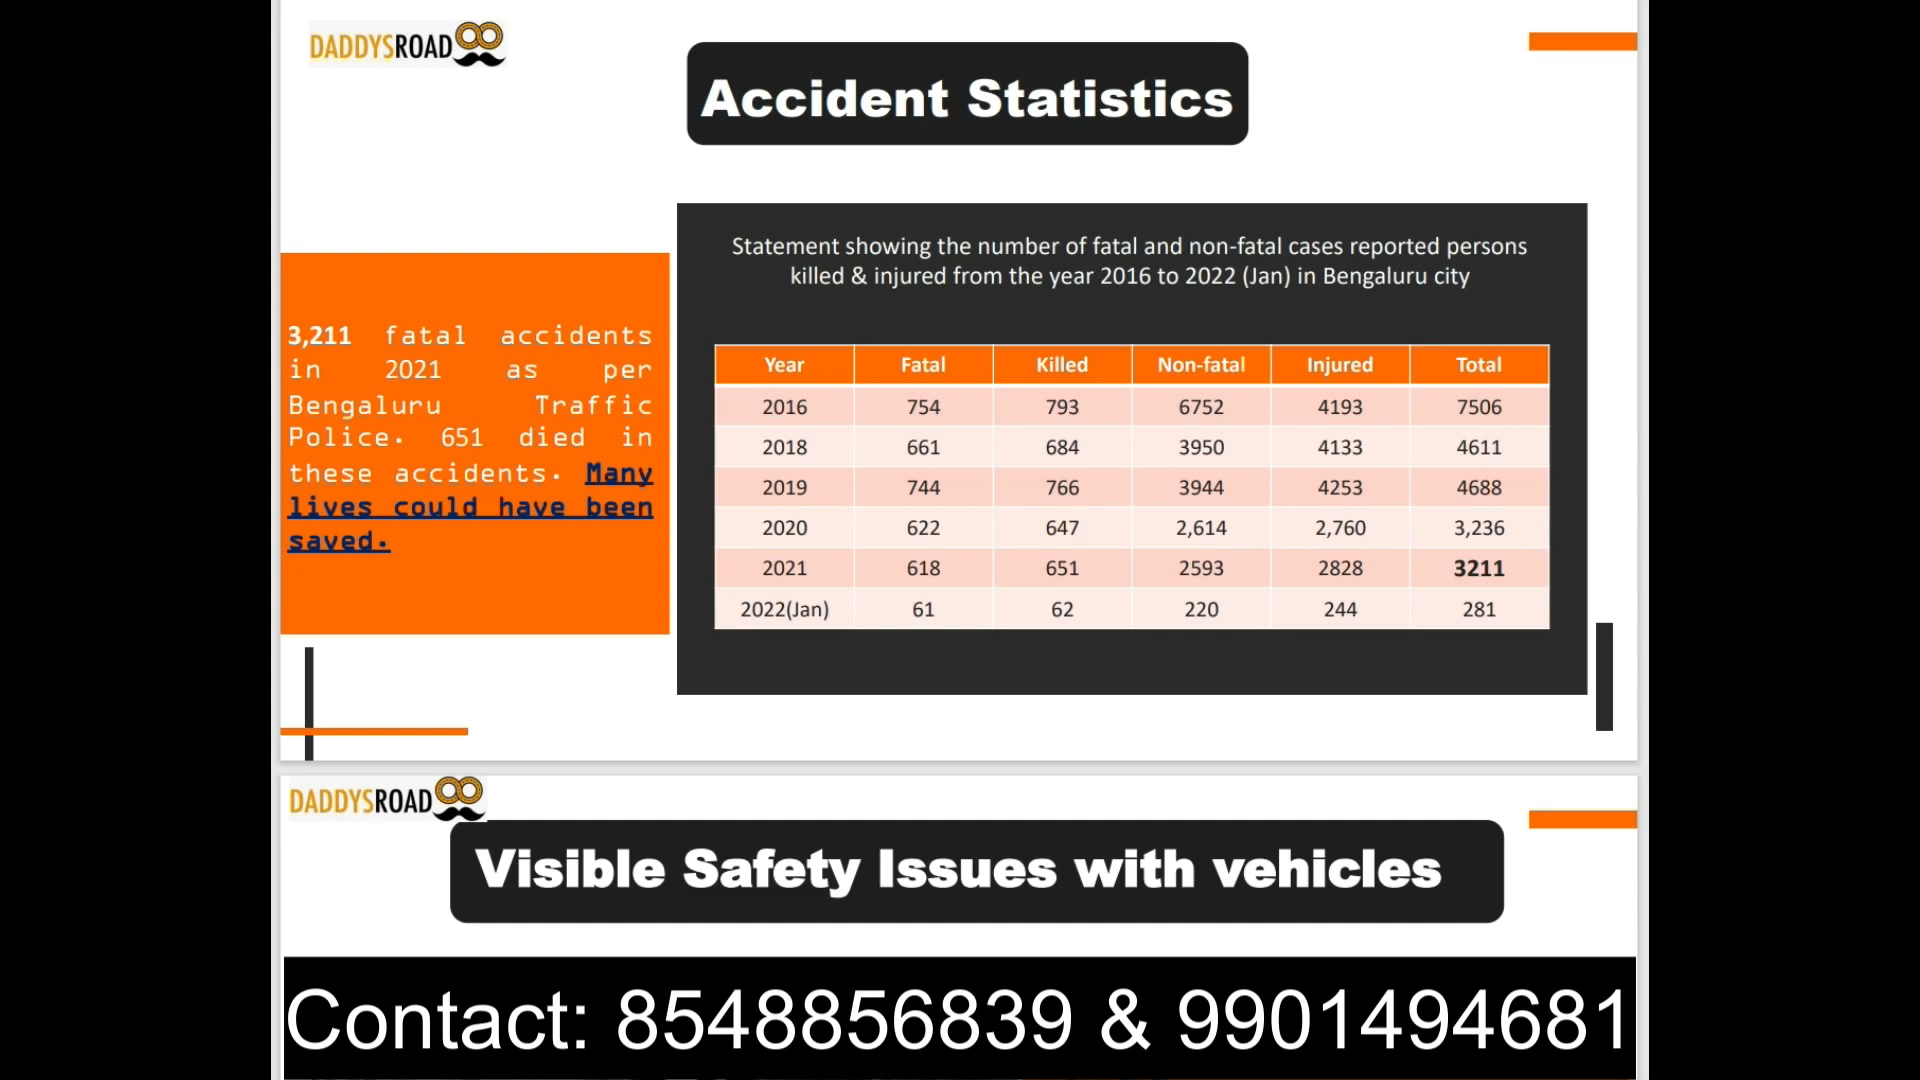 DADDYSROAD
Accident Statistics
3,211 fatal accidents
in 2021 as per
Bengaluru Traffic
Police. 651 died in
these accidents. Many
lives could have been
saved.
Statement showing the number of fatal and non-fatal cases reported persons
killed & injured from the year 2016 to 2022 (Jan) in Bengaluru city
Year Fatal Killed Non-fatal Injured Total
2016 754 793 6752 4193 7506
2018 661 684 3950 4133 4611
2019 744 766 3944 4253 4688
2020 622 647 2,614 2,760 3,236
2021 618 651 2593 2828 3211
2022(Jan) 61 62 220 244 281
DADDYSROAD
Visible Safety Issues with vehicles
Contact: 8548856839 & 9901494681